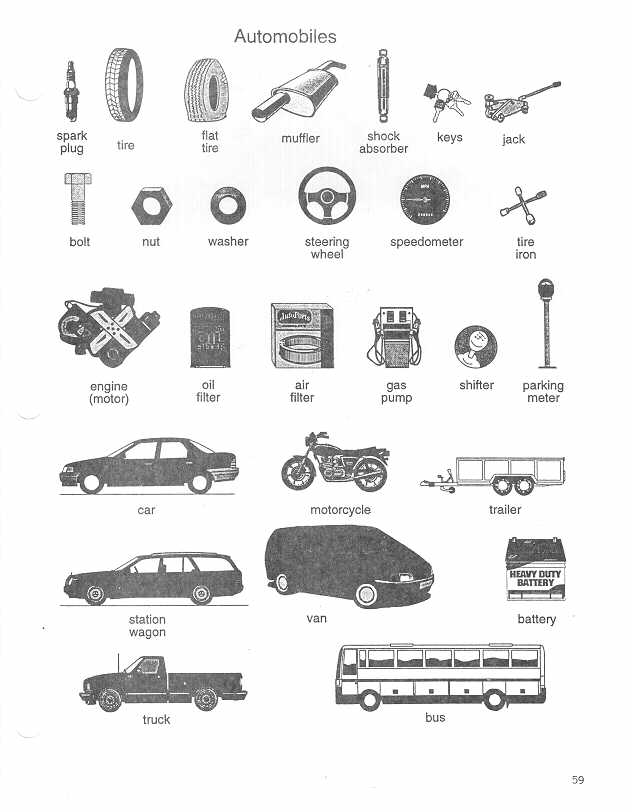 Automobiles
spark
plug
tire
flat
tire
muffler
shock
absorber
keys
jack
bolt
nut
washer
steering
wheel
MPH
speedometer
tire
iron
engine
(motor)
oil
filter
AutoParts
air
filter
gas
pump
shifter
parking
meter
car
motorcycle
trailer
station
wagon
van
HEAVY DUTY
BATTERY
battery
truck
bus
59